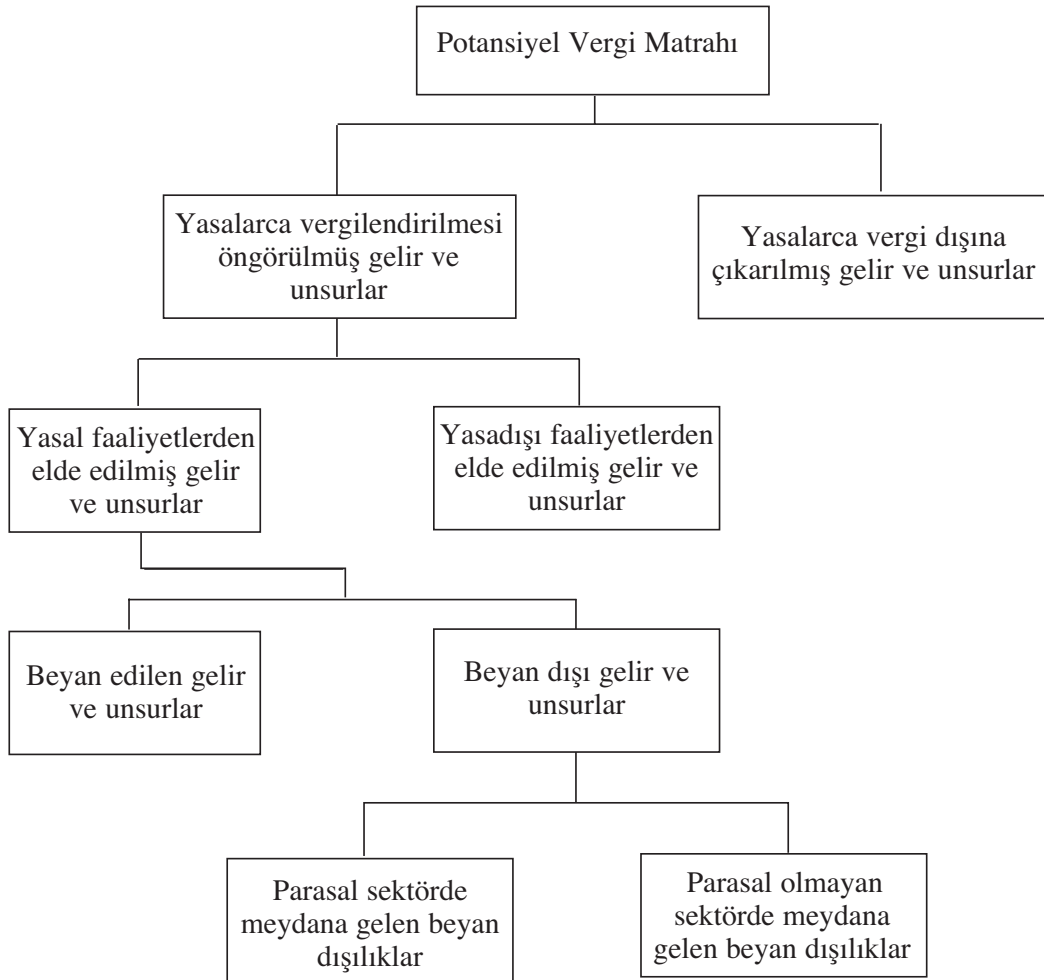 Potansiyel Vergi Matrahı
Yasalarca vergilendirilmesi
öngörülmüş gelir ve
unsurlar
Yasalarca vergi dışına
çıkarılmış gelir ve unsurlar
Yasal faaliyetlerden
elde edilmiş gelir
ve unsurlar
Yasadışı faaliyetlerden
elde edilmiş gelir ve
unsurlar
Beyan edilen gelir
ve unsurlar
Beyan dışı gelir ve
unsurlar
Parasal sektörde
meydana gelen beyan
dışılıklar
Parasal olmayan
sektörde meydana
gelen beyan dışılıklar